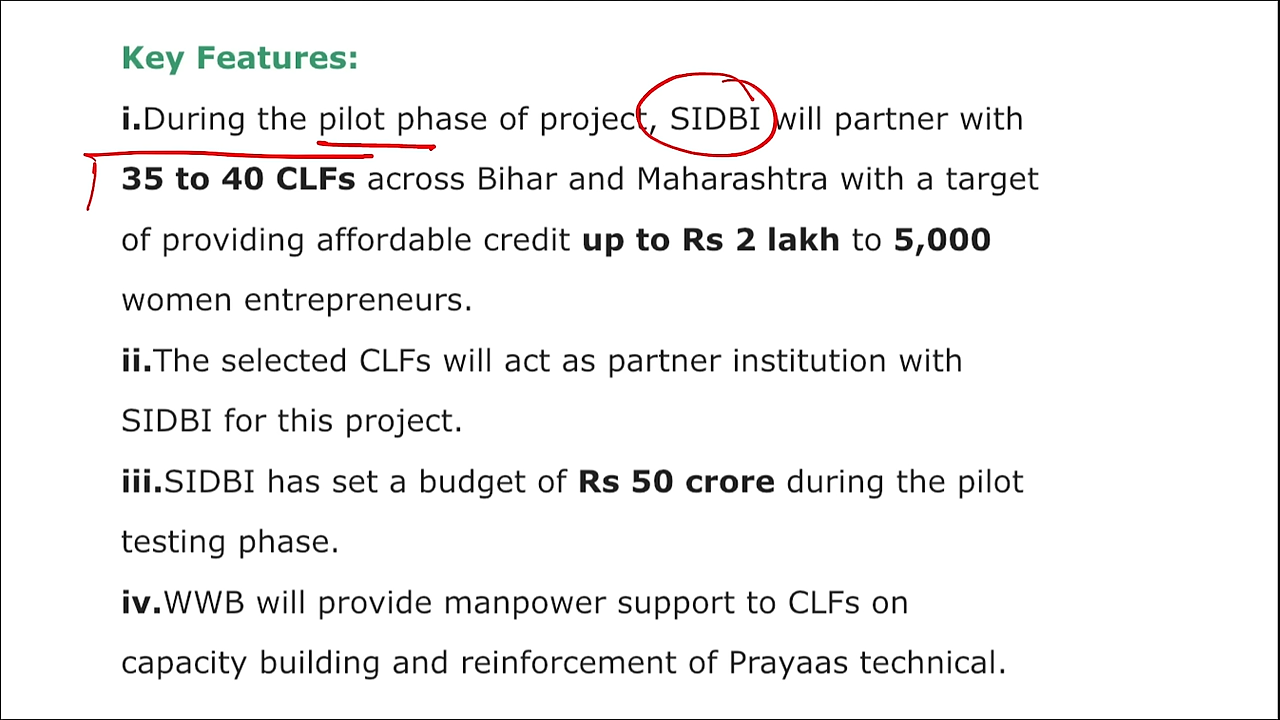 Key Features:
i.During the pilot phase of project, SIDBI will partner with
35 to 40 CLFs across Bihar and Maharashtra with a target
of providing affordable credit up to Rs 2 lakh to 5,000
women entrepreneurs.
ii.The selected CLFs will act as partner institution with
SIDBI for this project.
iii.SIDBI has set a budget of Rs 50 crore during the pilot
testing phase.
iv.WWB will provide manpower support to CLFs on
capacity building and reinforcement of Prayaas technical.